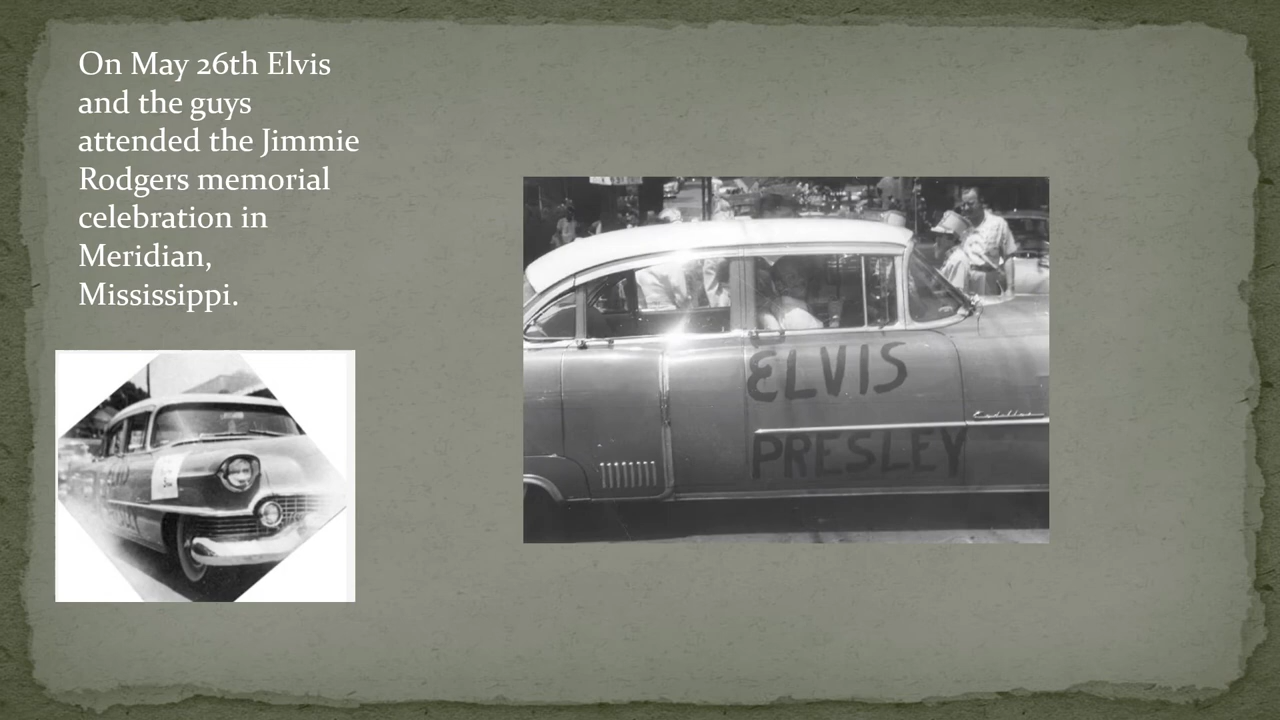 On May 26th Elvis
and the guys
attended the Jimmie
Rodgers memorial
celebration in
Meridian,
Mississippi.
ELVIS
PRESLEY
Cadillac